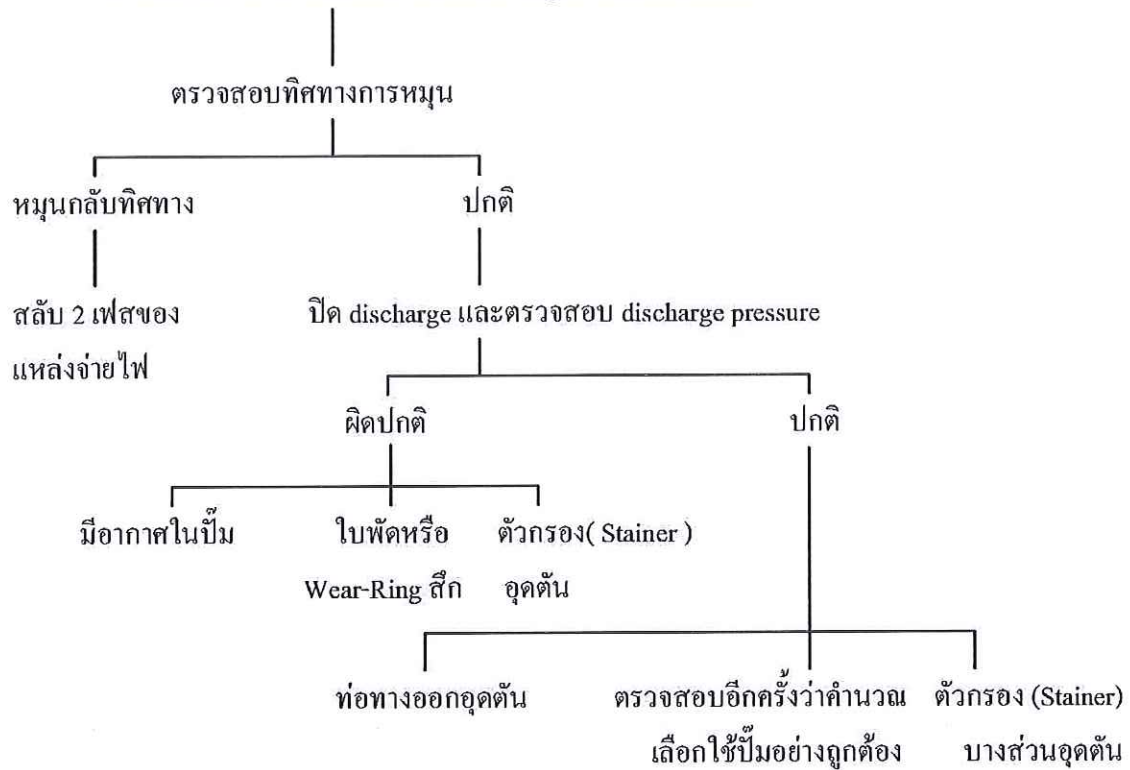 ตรวจสอบทิศทางการหมุน
หมุนกลับทิศทาง
ปกติ
สลับ 2 เฟสของ
แหล่งจ่ายไฟ
ปิด discharge และตรวจสอบ discharge pressure
ผิดปกติ
ปกติ
มีอากาศในปั๊ม
ใบพัดหรือ
Wear-Ring สึก
ตัวกรอง( Stainer )
อุดตัน
ท่อทางออกอุดตัน
ตรวจสอบอีกครั้งว่าคำนวณ
เลือกใช้ปั๊มอย่างถูกต้อง
ตัวกรอง (Stainer)
บางส่วนอุดตัน